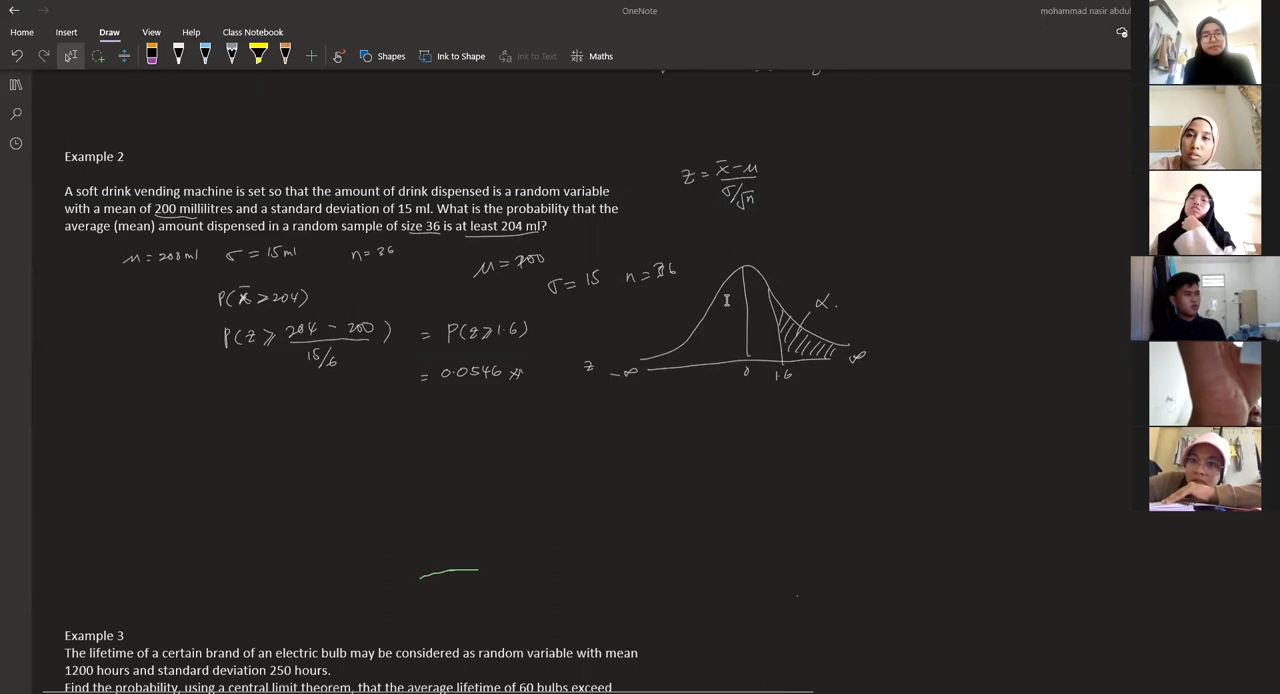 OneNote
mohammad nasir abdul
Home Insert Draw View Help Class Notebook
Shapes Ink to Shape Ink to Text Maths
Example 2
A soft drink vending machine is set so that the amount of drink dispensed is a random variable
with a mean of 200 millilitres and a standard deviation of 15 ml. What is the probability that the
average (mean) amount dispensed in a random sample of size 36 is at least 204 ml?
z = x̄ - μ / σ/√n
μ = 200ml σ = 15ml n = 36
μ = 200 σ = 15 n = 36
P(x̄ ≥ 204)
P(z ≥ 204 - 200 / 15/6) = P(z ≥ 1.6)
= 0.0546
α.
z -∞ 0 1.6 ∞
Example 3
The lifetime of a certain brand of an electric bulb may be considered as random variable with mean
1200 hours and standard deviation 250 hours.
Find the probability, using a central limit theorem, that the average lifetime of 60 bulbs exceed